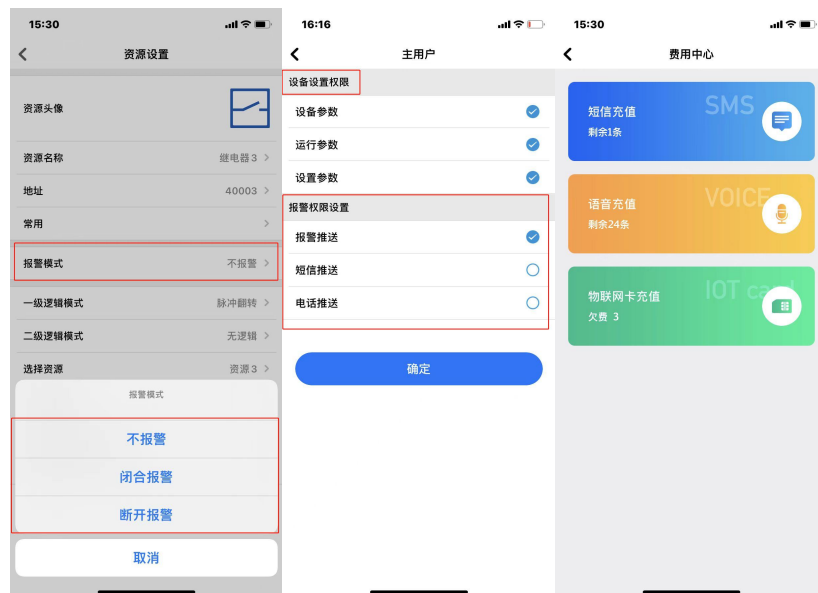 15:30
资源设置
资源头像
资源名称
继电器3
地址
40003
常用
报警模式
不报警
一级逻辑模式
脉冲翻转
二级逻辑模式
无逻辑
选择资源
资源3
报警模式
不报警
闭合报警
断开报警
取消
16:16
主用户
设备设置权限
设备参数
运行参数
设置参数
报警权限设置
报警推送
短信推送
电话推送
确定
15:30
费用中心
短信充值
SMS
剩余1条
语音充值
VOICE
剩余24条
物联网卡充值
IOT card
欠费 3